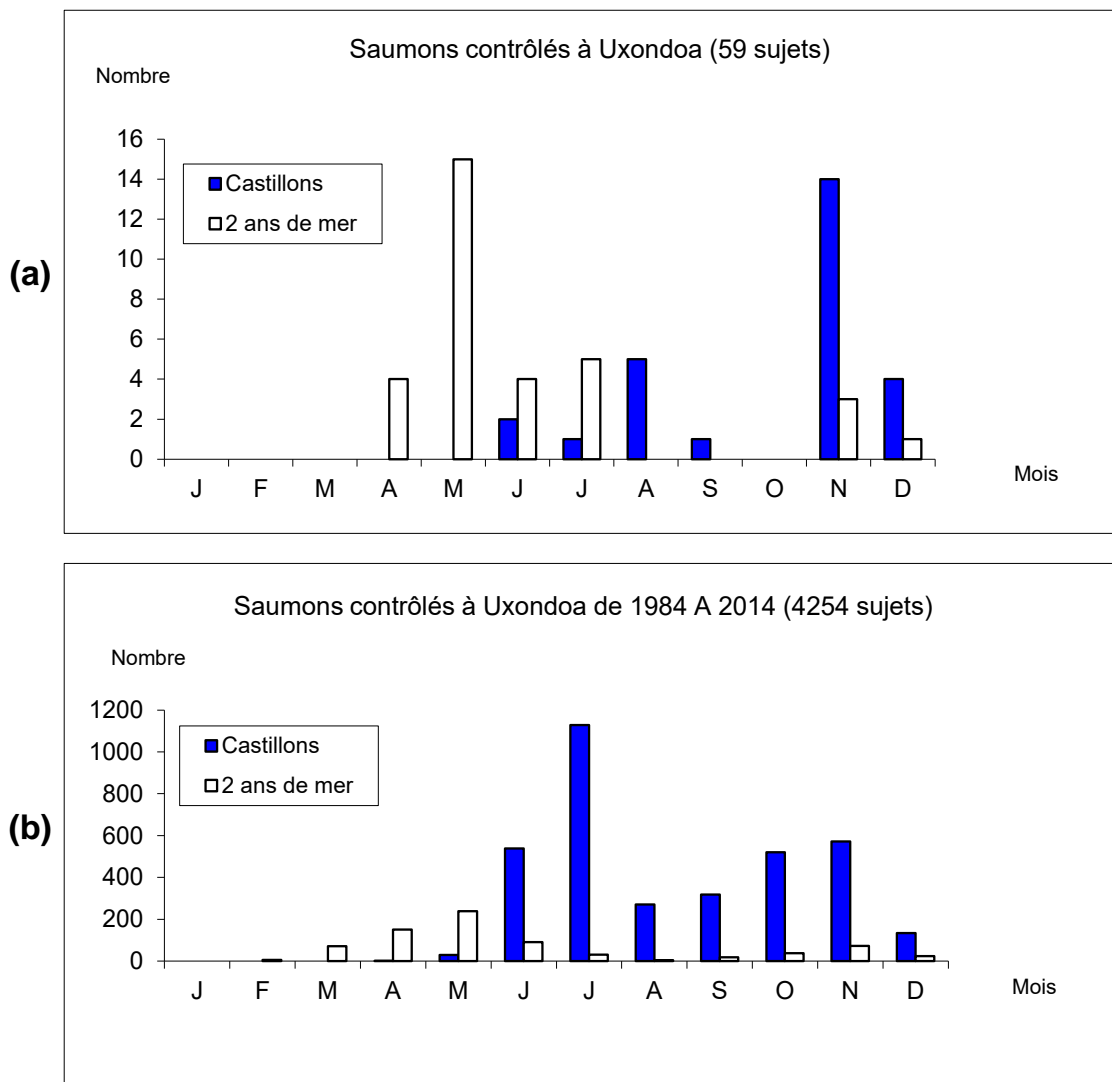 (a)
Saumons contrôlés à Uxondoa (59 sujets)
Nombre
16
14
12
10
8
6
4
2
0
Castillons
2 ans de mer
J F M A M J J A S O N D
Mois
(b)
Saumons contrôlés à Uxondoa de 1984 A 2014 (4254 sujets)
Nombre
1200
1000
800
600
400
200
0
Castillons
2 ans de mer
J F M A M J J A S O N D
Mois